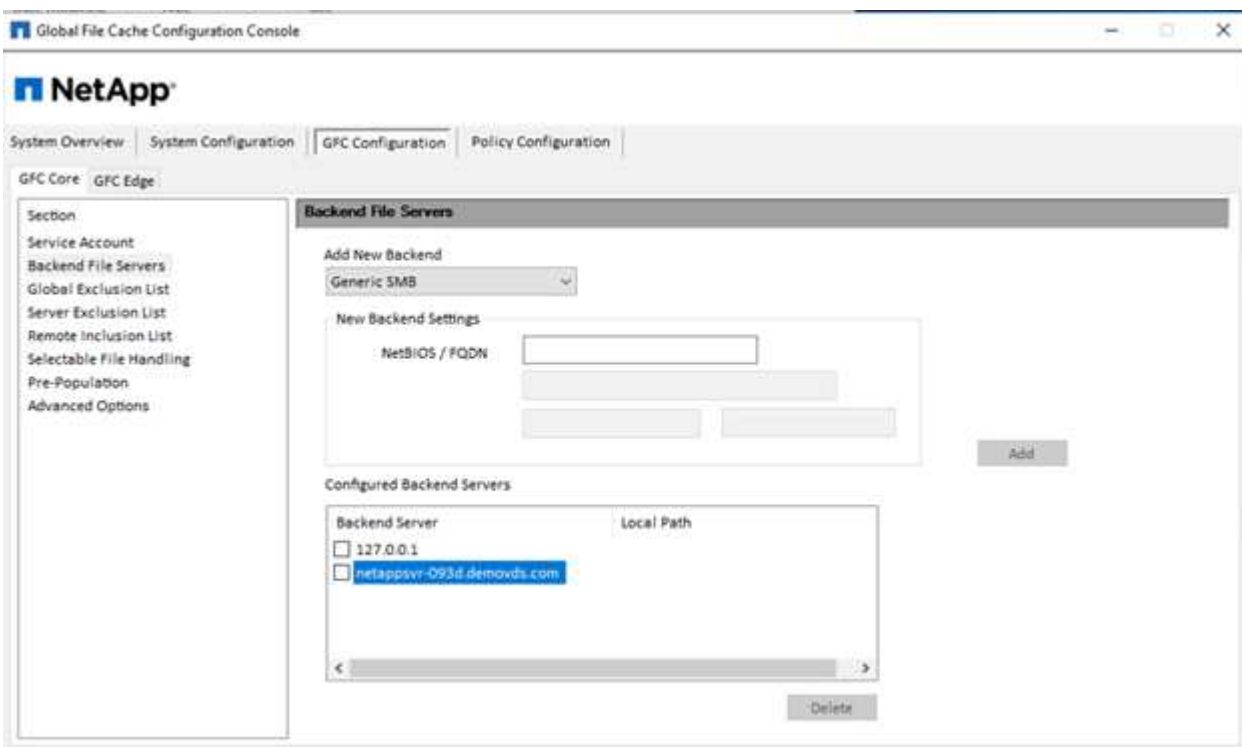 Global File Cache Configuration Console
NetApp
System Overview System Configuration GFC Configuration Policy Configuration
GFC Core GFC Edge
Section
Service Account
Backend File Servers
Global Exclusion List
Server Exclusion List
Remote Inclusion List
Selectable File Handling
Pre-Population
Advanced Options
Backend File Servers
Add New Backend
Generic SMB
New Backend Settings
NetBIOS / FQDN
Add
Configured Backend Servers
Backend Server Local Path
127.0.0.1
netappsvr-093d.demovds.com
Delete